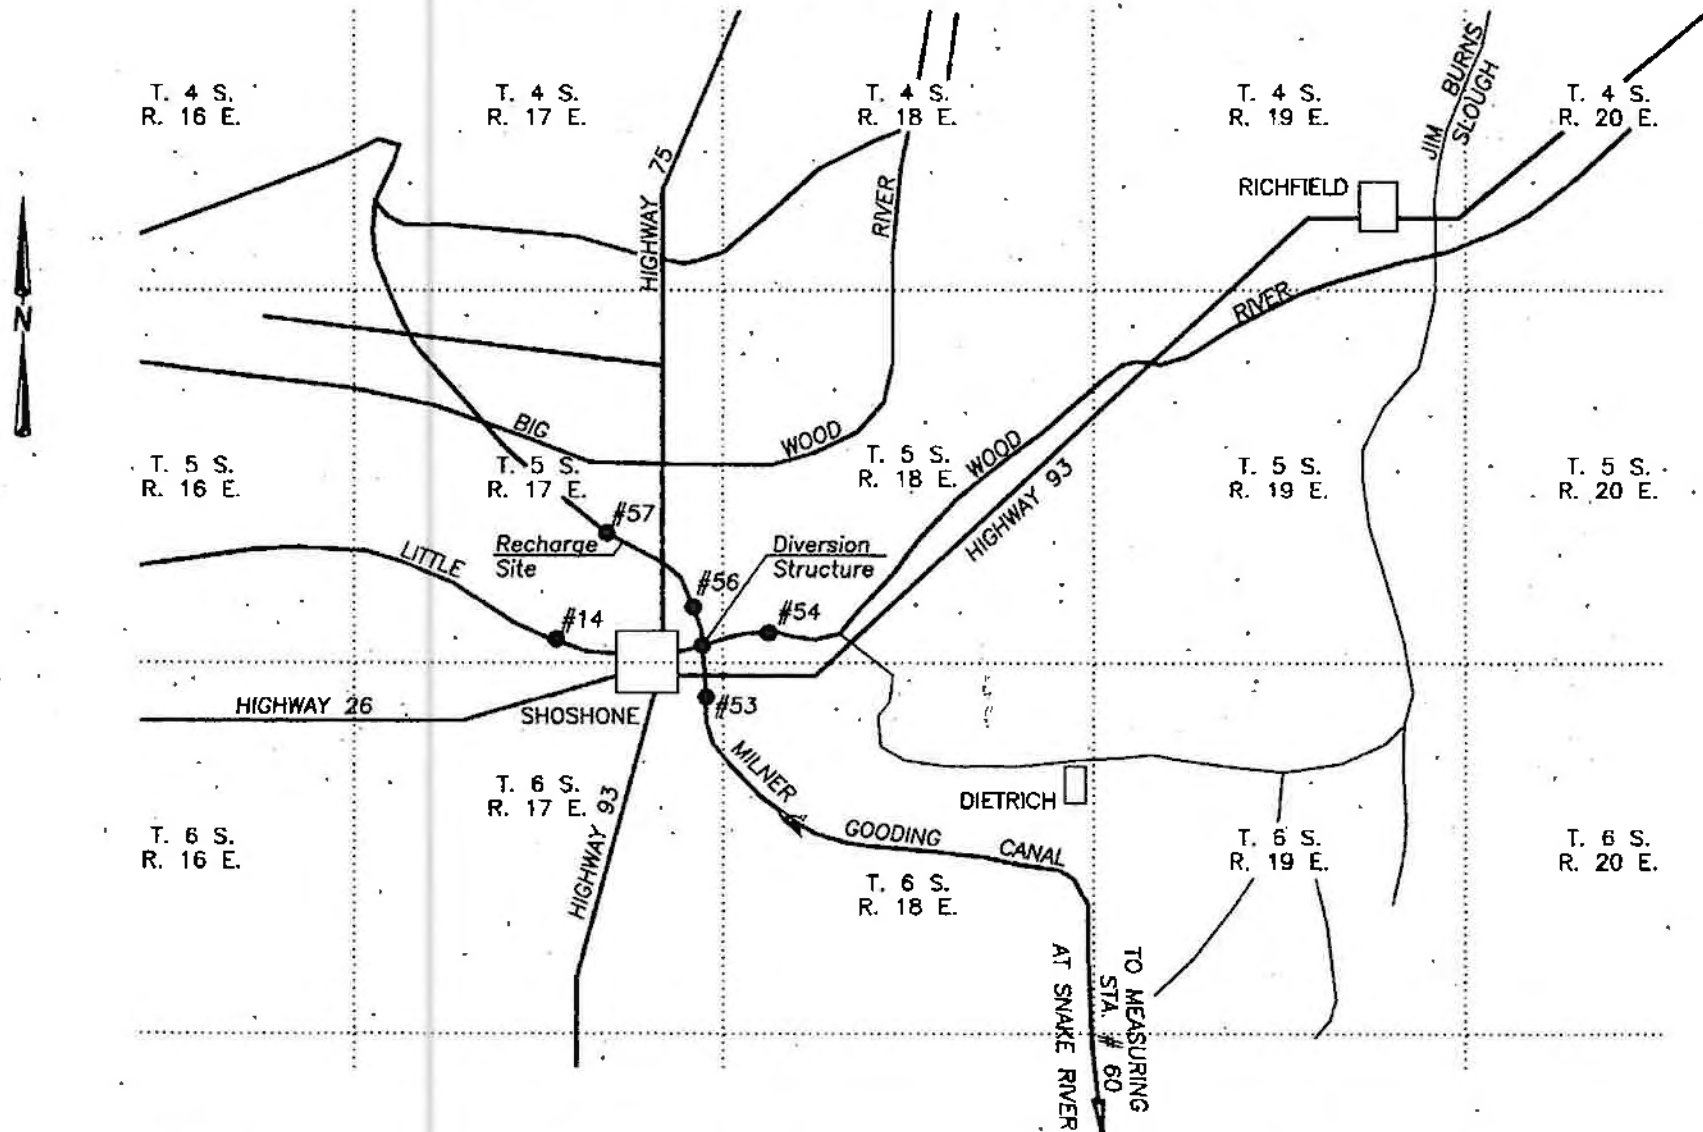 T. 4 S.
R. 16 E.
T. 4 S.
R. 17 E.
T. 4 S.
R. 18 E.
T. 4 S.
R. 19 E.
T. 4 S.
R. 20 E.
JIM BURNS
SLOUGH
HIGHWAY 75
RIVER
RICHFIELD
N
RIVER
BIG
WOOD
WOOD
HIGHWAY 93
T. 5 S.
R. 16 E.
T. 5 S.
R. 17 E.
T. 5 S.
R. 18 E.
T. 5 S.
R. 19 E.
T. 5 S.
R. 20 E.
#57
Recharge
Site
Diversion
Structure
LITTLE
#56
#54
#14
#53
HIGHWAY 26
SHOSHONE
MILNER
GOODING
CANAL
DIETRICH
HIGHWAY 93
T. 6 S.
R. 16 E.
T. 6 S.
R. 17 E.
T. 6 S.
R. 18 E.
T. 6 S.
R. 19 E.
T. 6 S.
R. 20 E.
TO MEASURING
STA. # 60
AT SNAKE RIVER